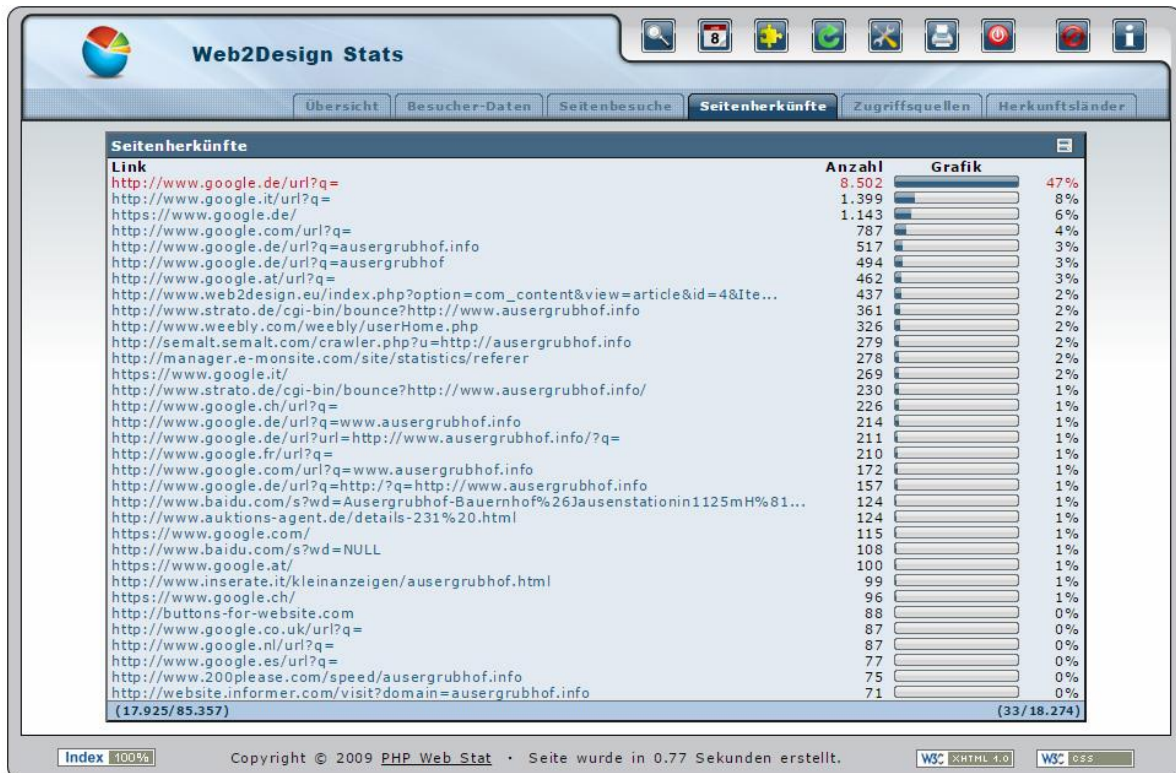 Web2Design Stats
8
Übersicht Besucher-Daten Seitenbesuche Seitenherkünfte Zugriffsquellen Herkunftsländer
Seitenherkünfte
Link Anzahl Grafik
http://www.google.de/url?q= 8.502 47%
http://www.google.it/url?q= 1.399 8%
https://www.google.de/ 1.143 6%
http://www.google.com/url?q= 787 4%
http://www.google.de/url?q=ausergrubhof.info 517 3%
http://www.google.de/url?q=ausergrubhof 494 3%
http://www.google.at/url?q= 462 3%
http://www.web2design.eu/index.php?option=com_content&view=article&id=4&Ite... 437 2%
http://www.strato.de/cgi-bin/bounce?http://www.ausergrubhof.info 361 2%
http://www.weebly.com/weebly/userHome.php 326 2%
http://semalt.semalt.com/crawler.php?u=http://ausergrubhof.info 279 2%
http://manager.e-monsite.com/site/statistics/referer 278 2%
https://www.google.it/ 269 2%
http://www.strato.de/cgi-bin/bounce?http://www.ausergrubhof.info/ 230 1%
http://www.google.ch/url?q= 226 1%
http://www.google.de/url?q=www.ausergrubhof.info 214 1%
http://www.google.de/url?url=http://www.ausergrubhof.info/?q= 211 1%
http://www.google.fr/url?q= 210 1%
http://www.google.com/url?q=www.ausergrubhof.info 172 1%
http://www.google.de/url?q=http:/?q=http://www.ausergrubhof.info 157 1%
http://www.baidu.com/s?wd=Ausergrubhof-Bauernhof%26Jausenstationin1125mH%81... 124 1%
http://www.auktions-agent.de/details-231%20.html 124 1%
https://www.google.com/ 115 1%
http://www.baidu.com/s?wd=NULL 108 1%
https://www.google.at/ 100 1%
http://www.inserate.it/kleinanzeigen/ausergrubhof.html 99 1%
https://www.google.ch/ 96 1%
http://buttons-for-website.com 88 0%
http://www.google.co.uk/url?q= 87 0%
http://www.google.nl/url?q= 87 0%
http://www.google.es/url?q= 77 0%
http://www.200please.com/speed/ausergrubhof.info 75 0%
http://website.informer.com/visit?domain=ausergrubhof.info 71 0%
(17.925/85.357) (33/18.274)
Index 100% Copyright © 2009 PHP Web Stat · Seite wurde in 0.77 Sekunden erstellt. W3C XHTML 1.0 W3C CSS